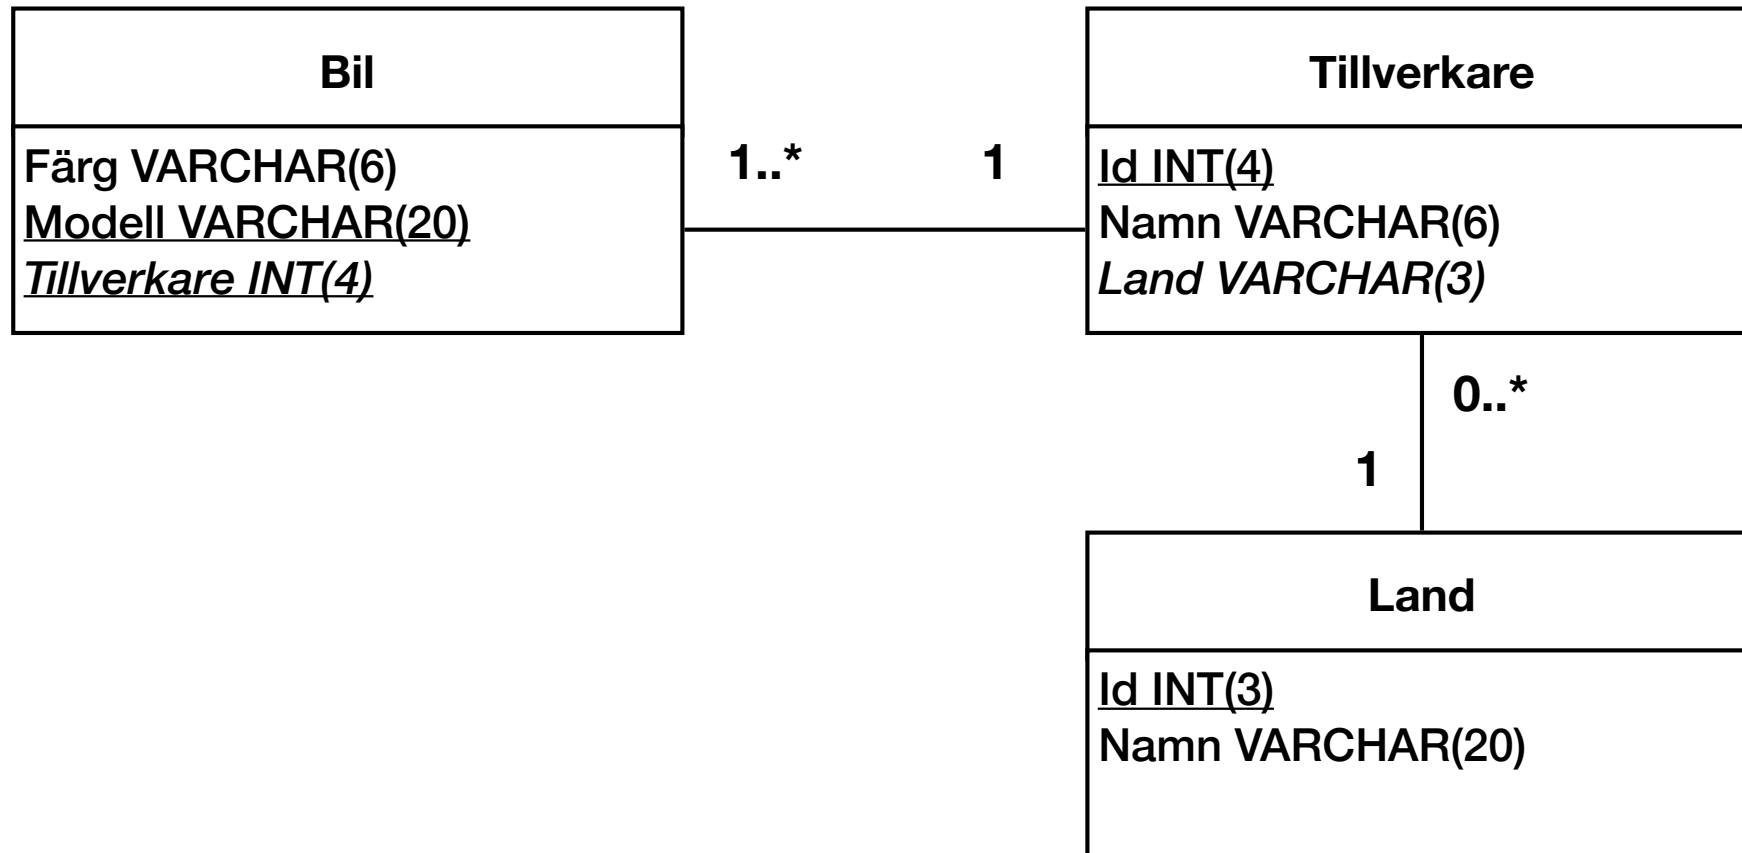 Bil
Färg VARCHAR(6)
Modell VARCHAR(20)
Tillverkare INT(4)
1..*
1
Tillverkare
Id INT(4)
Namn VARCHAR(6)
Land VARCHAR(3)
0..*
1
Land
Id INT(3)
Namn VARCHAR(20)